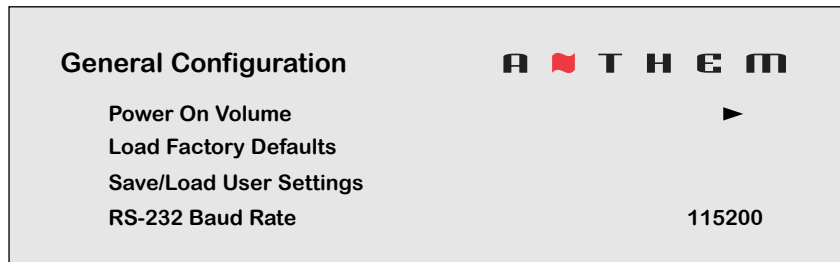 General Configuration
ANTHEM
Power On Volume
Load Factory Defaults
Save/Load User Settings
RS-232 Baud Rate 115200